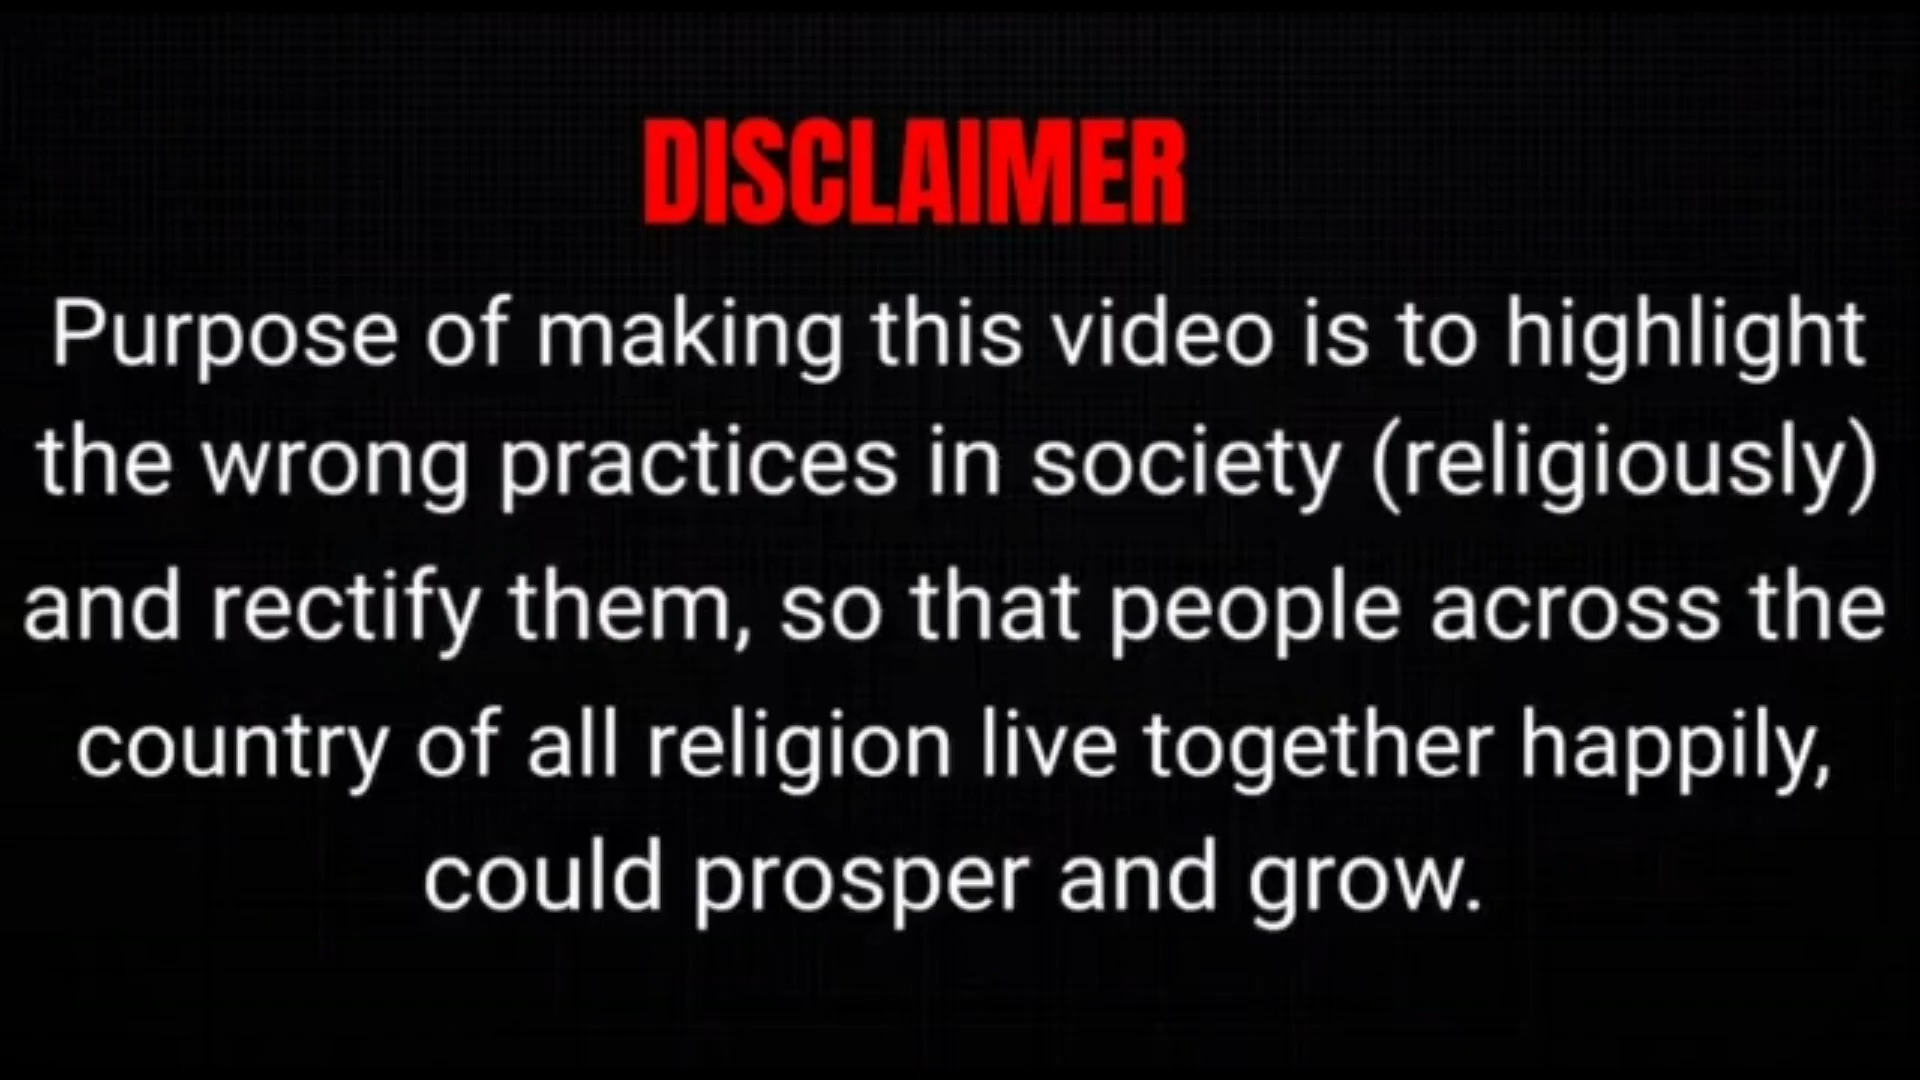 DISCLAIMER
Purpose of making this video is to highlight
the wrong practices in society (religiously)
and rectify them, so that people across the
country of all religion live together happily,
could prosper and grow.